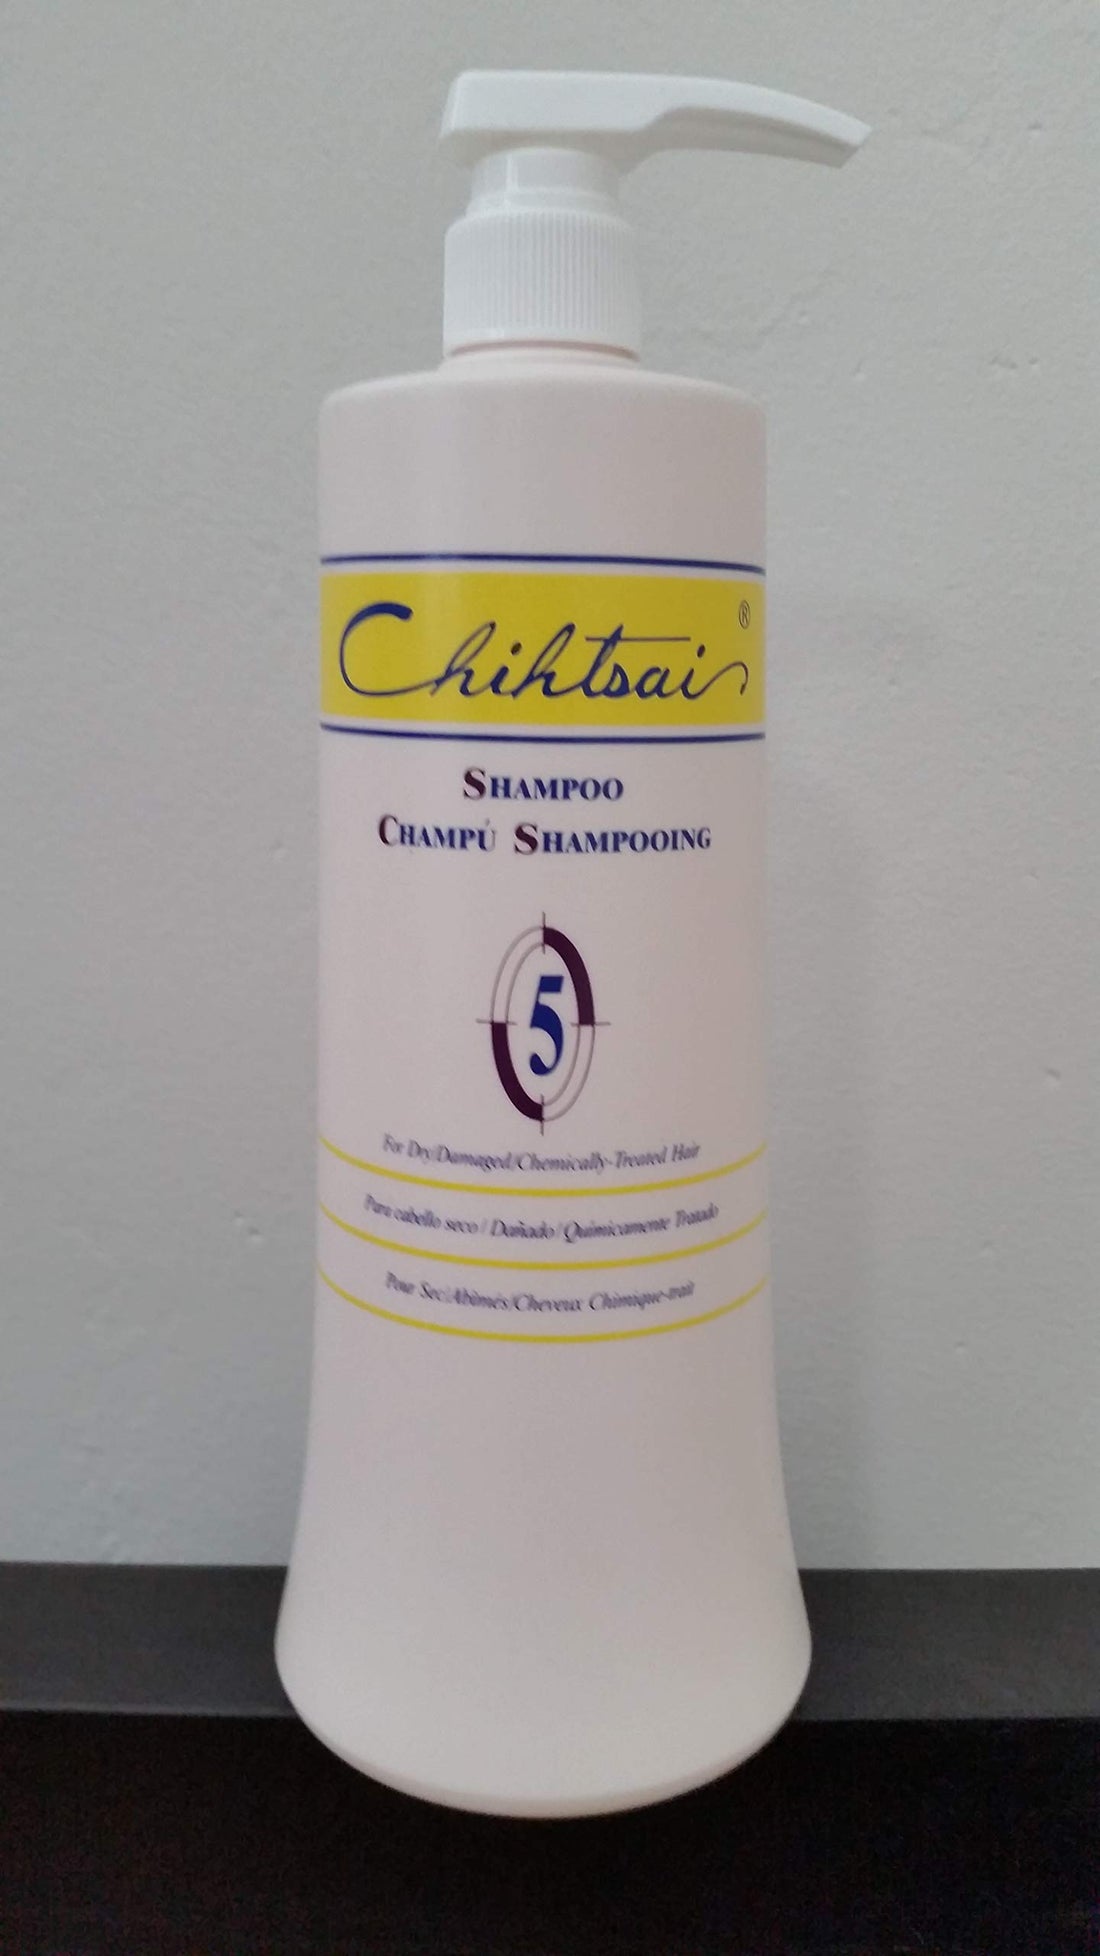 Chihtsai ®
SHAMPOO
CHAMPÚ SHAMPOOING
5
For Dry/Damaged/Chemically-Treated Hair
Para cabello seco / Dañado / Químicamente Tratado
Pour Sec/Abîmés/Cheveux Chimique-trait